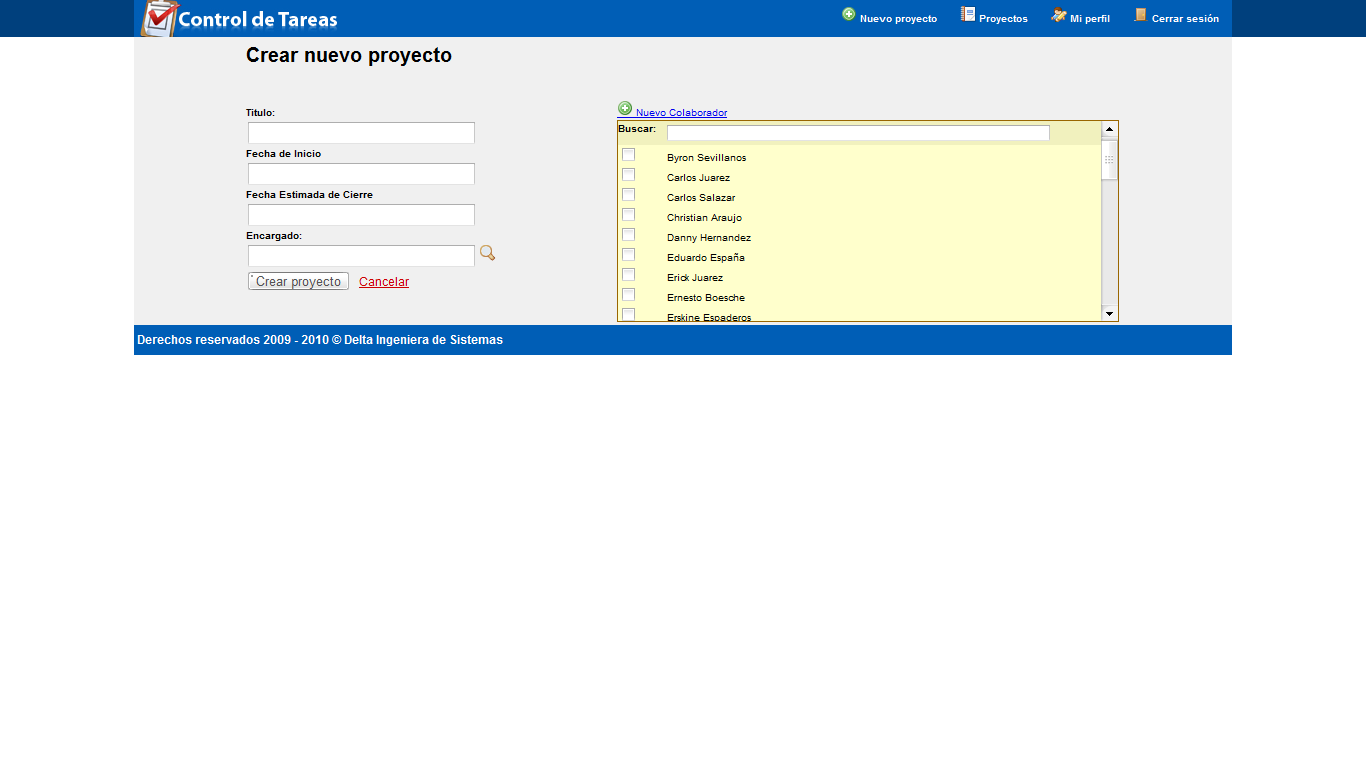 Control de Tareas
Nuevo proyecto
Proyectos
Mi perfil
Cerrar sesión
Crear nuevo proyecto
Titulo:
Fecha de Inicio
Fecha Estimada de Cierre
Encargado:
Crear proyecto
Cancelar
Nuevo Colaborador
Buscar:
Byron Sevillanos
Carlos Juarez
Carlos Salazar
Christian Araujo
Danny Hernandez
Eduardo España
Erick Juarez
Ernesto Boesche
Erskine Espaderos
Derechos reservados 2009 - 2010 © Delta Ingeniera de Sistemas